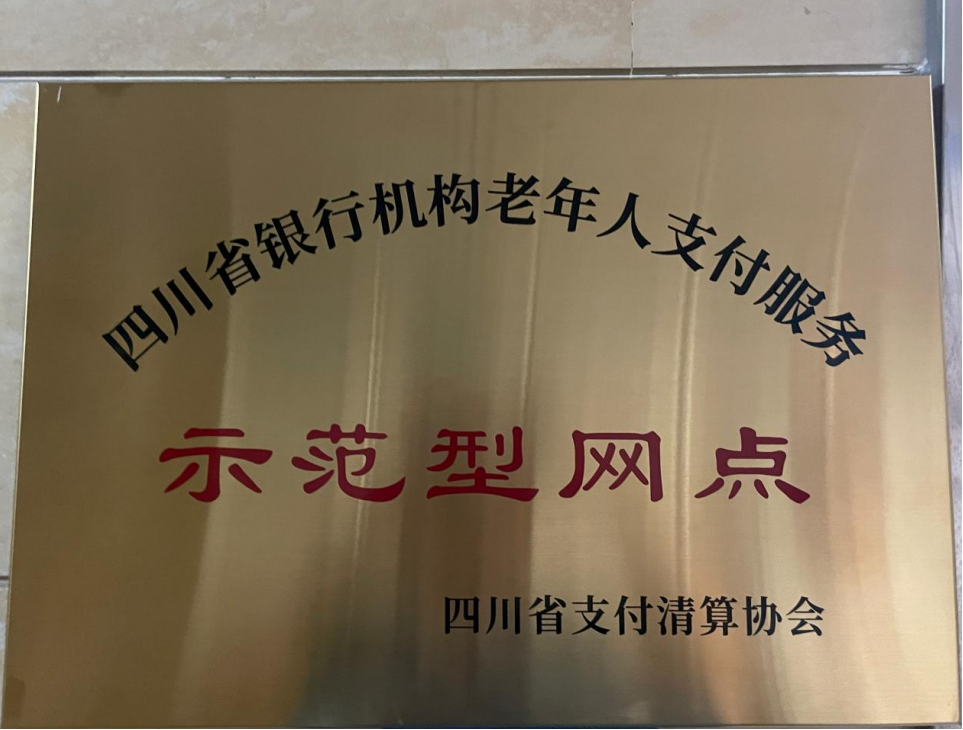 四川省银行机构老年人支付服务
示范型网点
四川省支付清算协会